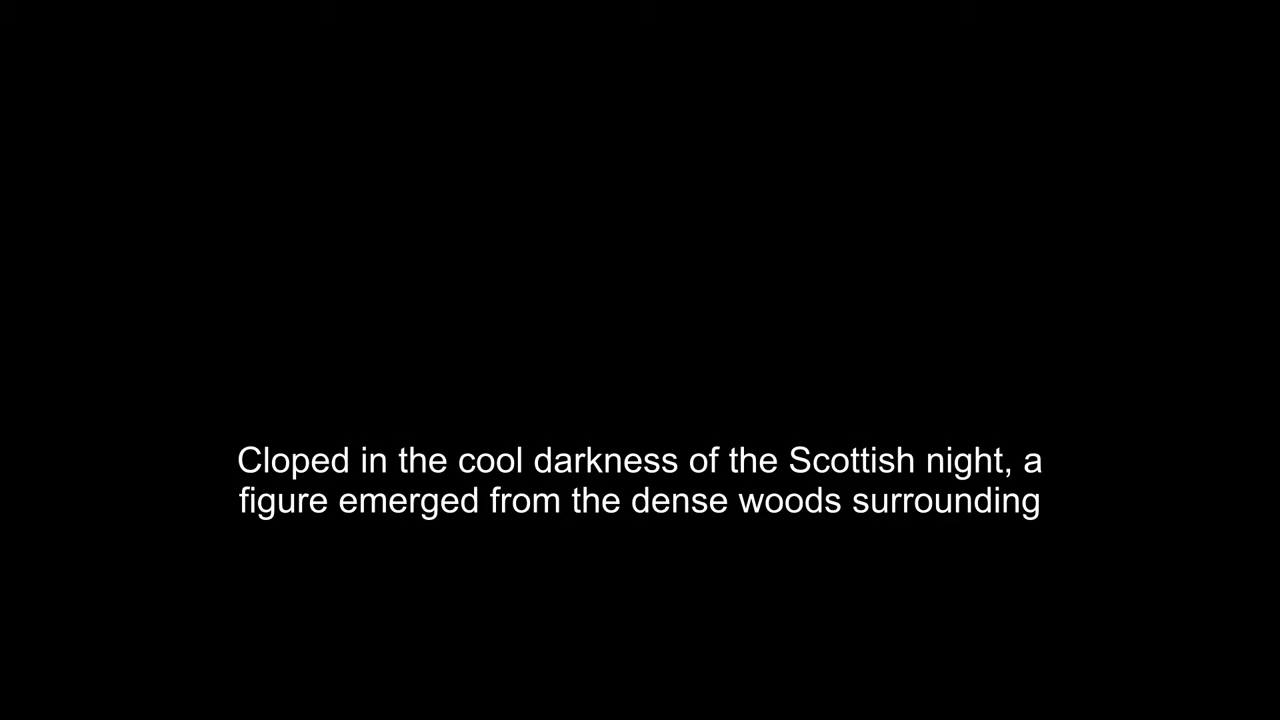 Cloped in the cool darkness of the Scottish night, a
figure emerged from the dense woods surrounding